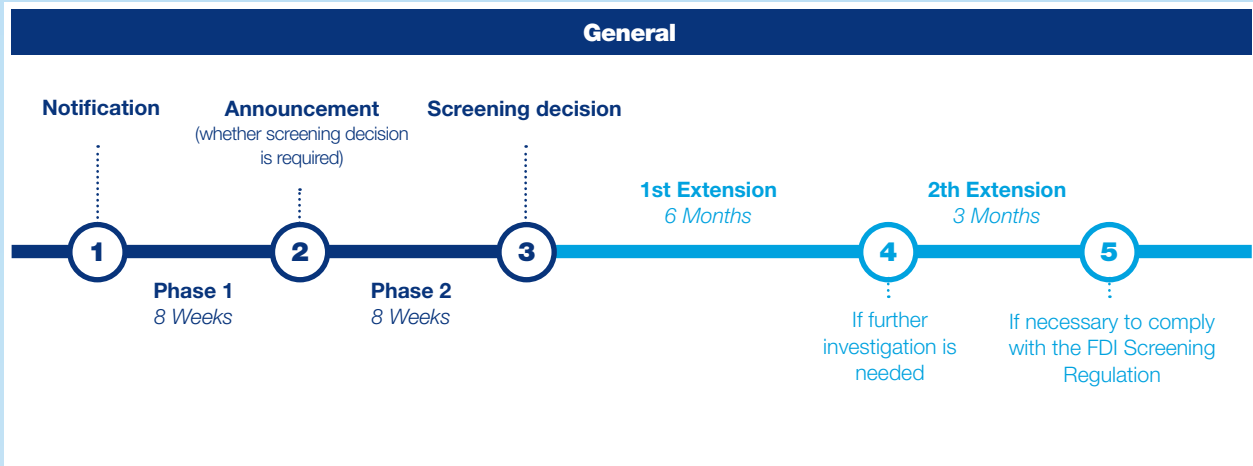 General
Notification
Announcement
(whether screening decision
is required)
Screening decision
1st Extension
6 Months
2th Extension
3 Months
1
2
3
4
5
Phase 1
8 Weeks
Phase 2
8 Weeks
If further
investigation is
needed
If necessary to comply
with the FDI Screening
Regulation